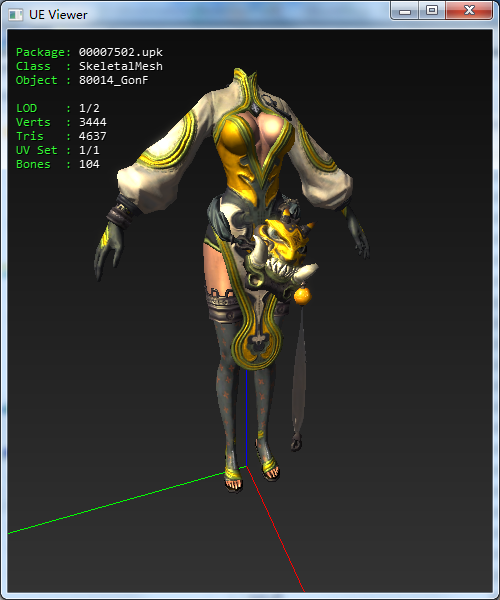 UE Viewer
Package: 00007502.upk
Class  : SkeletalMesh
Object : 80014_GonF
LOD    : 1/2
Verts  : 3444
Tris   : 4637
UV Set : 1/1
Bones  : 104